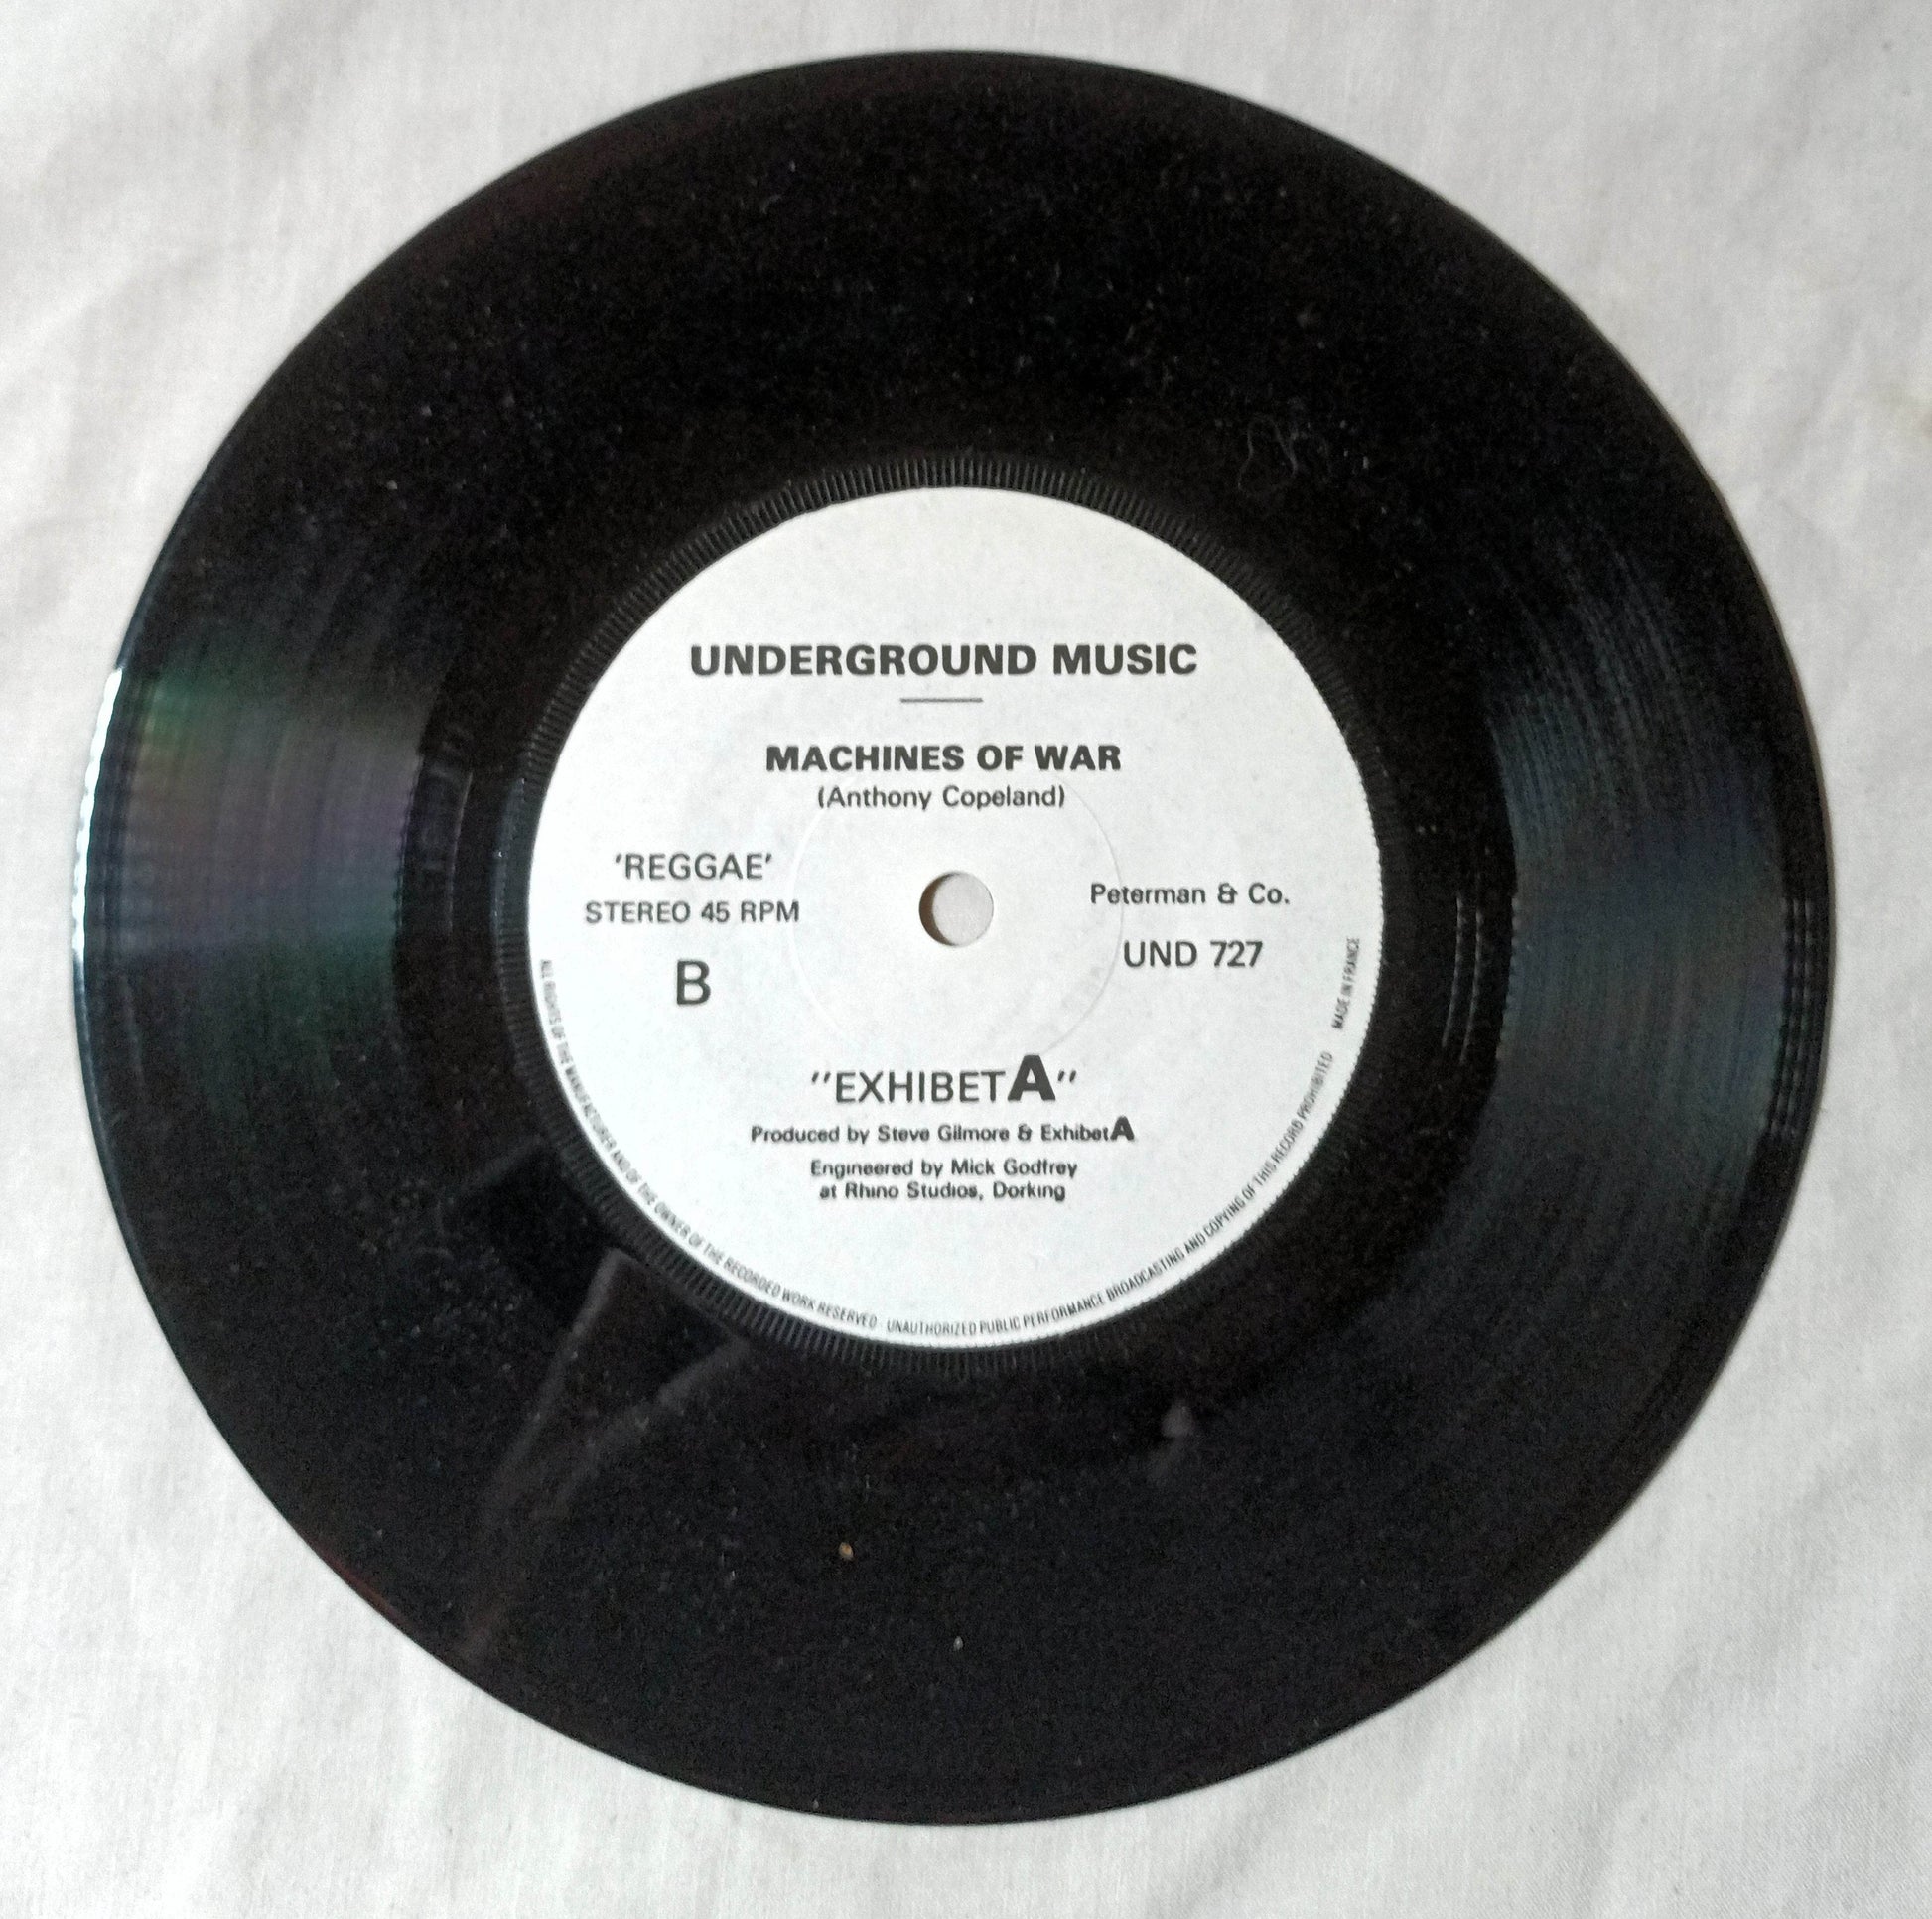 UNDERGROUND MUSIC
MACHINES OF WAR
(Anthony Copeland)
'REGGAE'
STEREO 45 RPM
B
Peterman & Co.
UND 727
"EXHIBETA"
Produced by Steve Gilmore & ExhibetA
Engineered by Mick Godfrey
at Rhino Studios, Dorking
ALL RIGHTS OF THE MANUFACTURER AND OF THE OWNER OF THE RECORDED WORK RESERVED · UNAUTHORIZED PUBLIC PERFORMANCE BROADCASTING AND COPYING OF THIS RECORD PROHIBITED MADE IN FRANCE